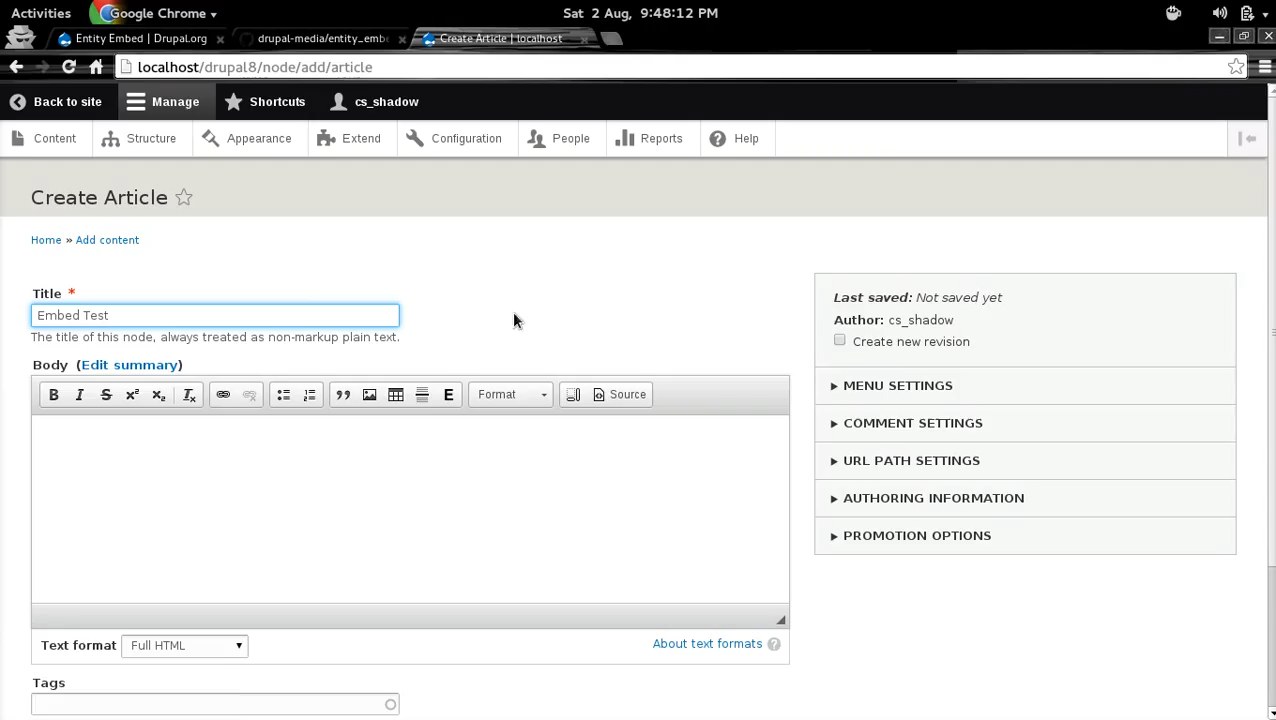 Activities Google Chrome Sat 2 Aug, 9:48:12 PM
Entity Embed | Drupal.org drupal-media/entity_emb Create Article | localhost
localhost/drupal8/node/add/article
Back to site Manage Shortcuts cs_shadow
Content Structure Appearance Extend Configuration People Reports Help
Create Article
Home » Add content
Title *
Embed Test
The title of this node, always treated as non-markup plain text.
Body (Edit summary)
B I S x² x₂ Ix E Format Source
Text format Full HTML About text formats
Tags
Last saved: Not saved yet
Author: cs_shadow
Create new revision
MENU SETTINGS
COMMENT SETTINGS
URL PATH SETTINGS
AUTHORING INFORMATION
PROMOTION OPTIONS